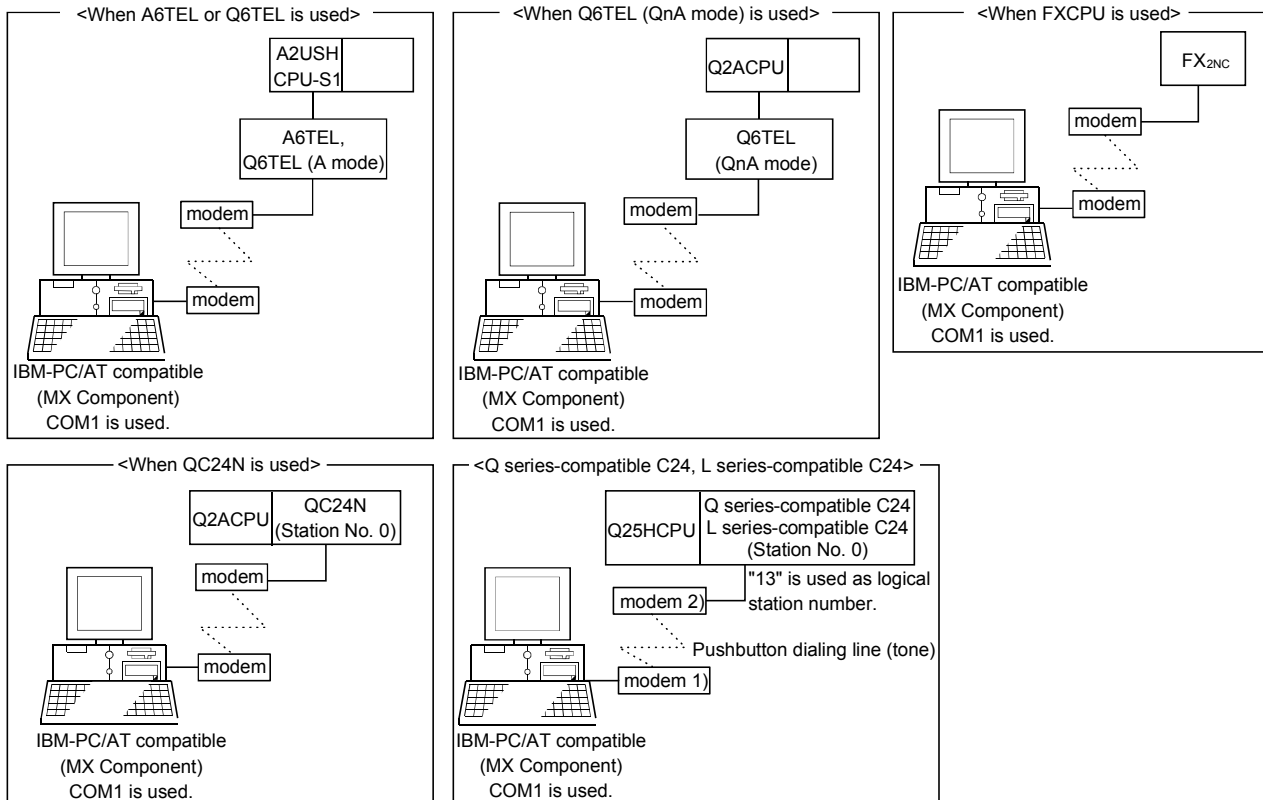 <When A6TEL or Q6TEL is used>
A2USH
CPU-S1
A6TEL,
Q6TEL (A mode)
modem
modem
IBM-PC/AT compatible
(MX Component)
COM1 is used.
<When Q6TEL (QnA mode) is used>
Q2ACPU
Q6TEL
(QnA mode)
modem
modem
IBM-PC/AT compatible
(MX Component)
COM1 is used.
<When FXCPU is used>
FX2NC
modem
modem
IBM-PC/AT compatible
(MX Component)
COM1 is used.
<When QC24N is used>
Q2ACPU
QC24N
(Station No. 0)
modem
modem
IBM-PC/AT compatible
(MX Component)
COM1 is used.
<Q series-compatible C24, L series-compatible C24>
Q25HCPU
Q series-compatible C24
L series-compatible C24
(Station No. 0)
"13" is used as logical
station number.
modem 2)
Pushbutton dialing line (tone)
modem 1)
IBM-PC/AT compatible
(MX Component)
COM1 is used.